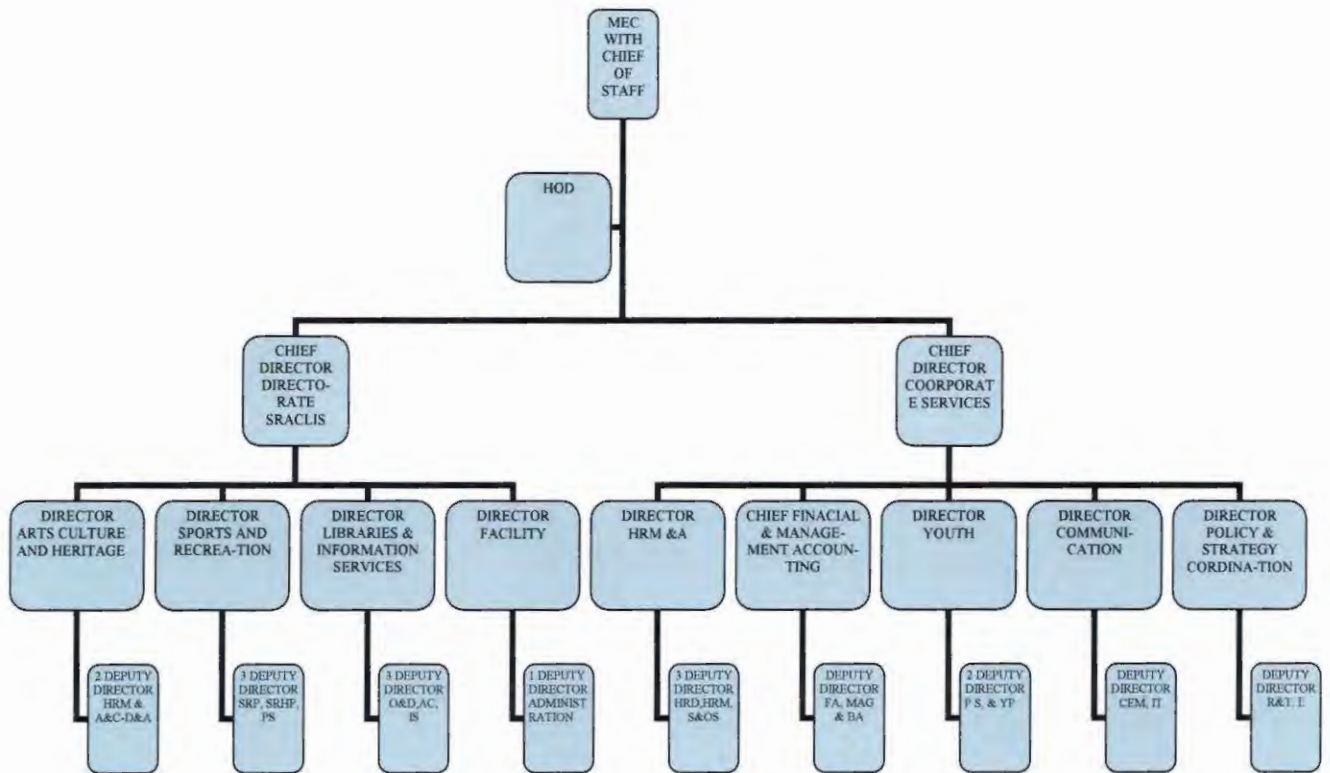 MEC
WITH
CHIEF
OF
STAFF
HOD
CHIEF
DIRECTOR
DIRECTO-
RATE
SRACLIS
CHIEF
DIRECTOR
COORPORAT
E SERVICES
DIRECTOR
ARTS CULTURE
AND HERITAGE
DIRECTOR
SPORTS AND
RECREA-TION
DIRECTOR
LIBRARIES &
INFORMATION
SERVICES
DIRECTOR
FACILITY
DIRECTOR
HRM &A
CHIEF FINACIAL
& MANAGE-
MENT ACCOUN-
TING
DIRECTOR
YOUTH
DIRECTOR
COMMUNI-
CATION
DIRECTOR
POLICY &
STRATEGY
CORDINA-TION
2 DEPUTY
DIRECTOR
HRM &
A&C-D&A
3 DEPUTY
DIRECTOR
SRP, SRHP,
PS
3 DEPUTY
DIRECTOR
O&D,AC,
IS
1 DEPUTY
DIRECTOR
ADMINIST
RATION
3 DEPUTY
DIRECTOR
HRD,HRM,
S&OS
DEPUTY
DIRECTOR
FA, MAG
& BA
2 DEPUTY
DIRECTOR
P S, & YP
DEPUTY
DIRECTOR
CEM, IT
DEPUTY
DIRECTOR
R&T, E